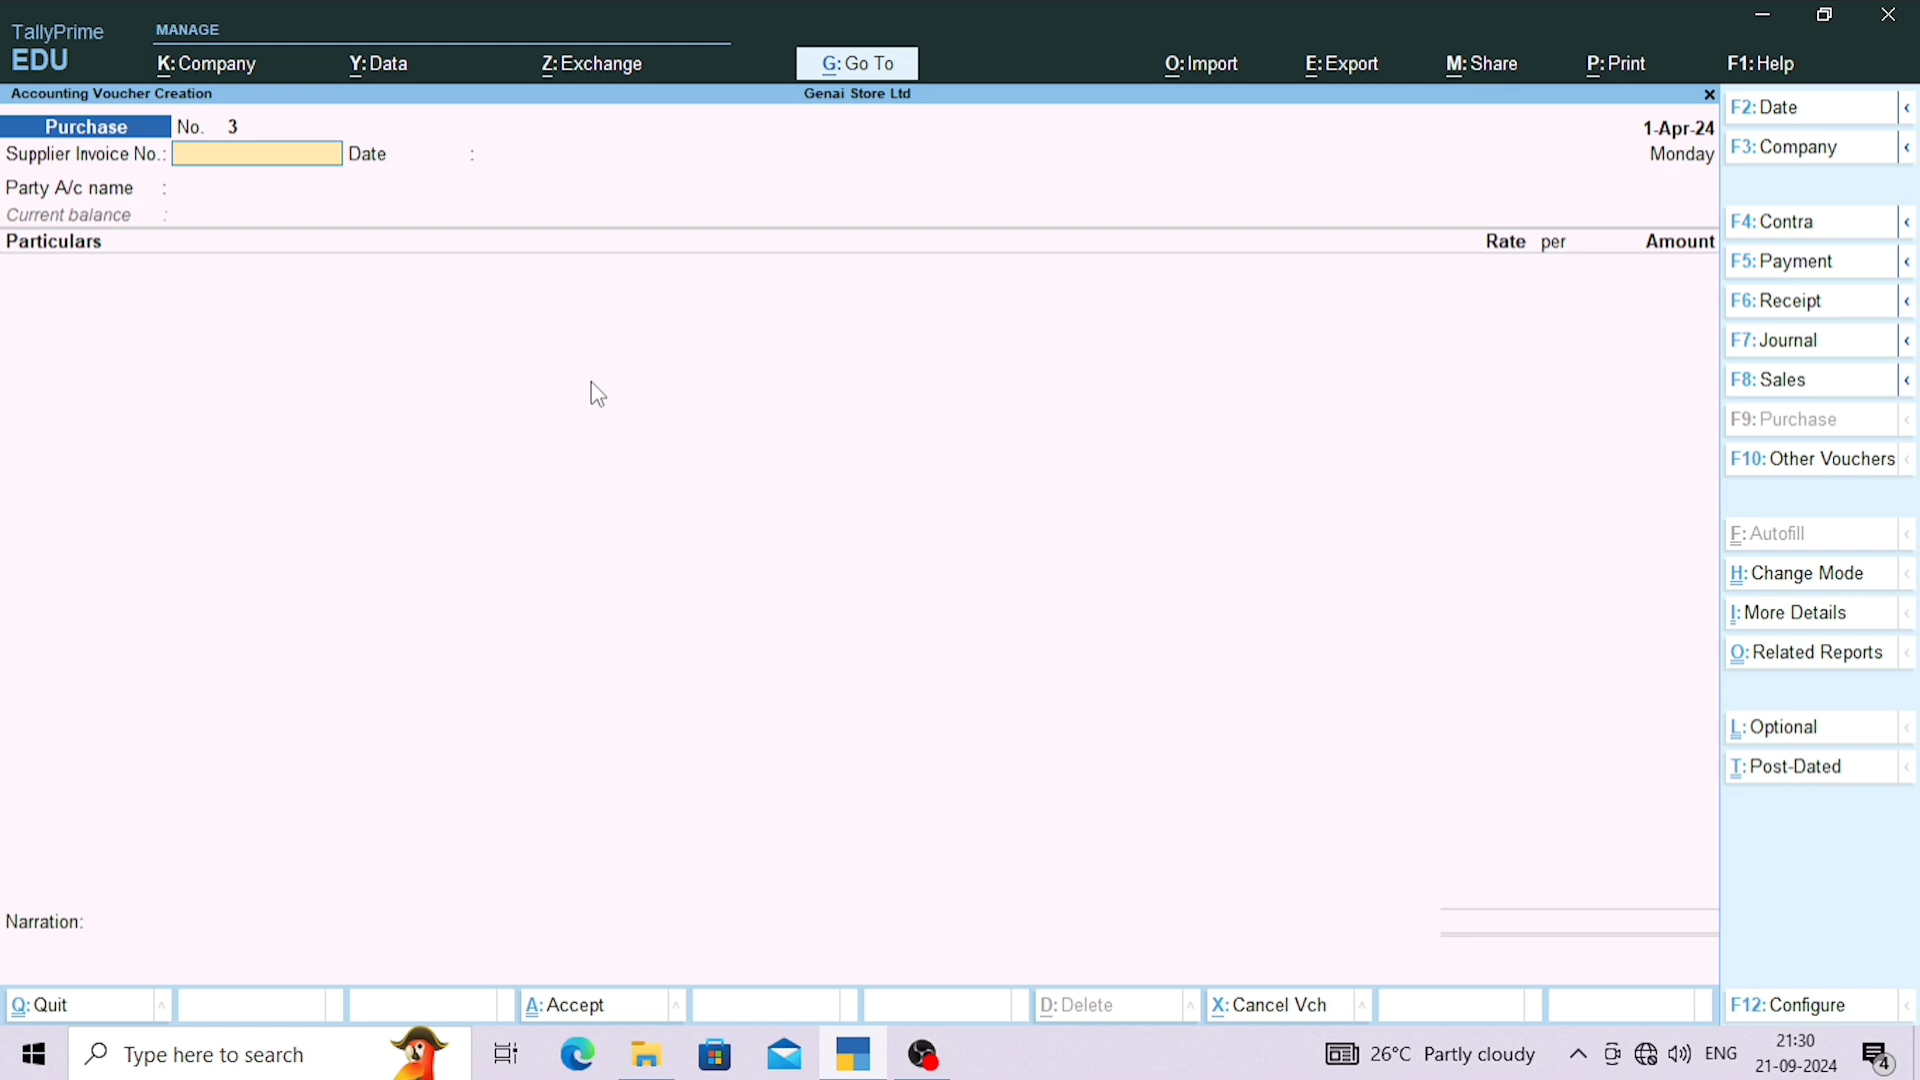 TallyPrime
EDU
MANAGE
K: Company
Y: Data
Z: Exchange
G: Go To
O: Import
E: Export
M: Share
P: Print
F1: Help
Accounting Voucher Creation
Genai Store Ltd
Purchase No. 3
1-Apr-24
Supplier Invoice No.: Date :
Monday
Party A/c name :
Current balance :
Particulars
Rate per
Amount
F2: Date
F3: Company
F4: Contra
F5: Payment
F6: Receipt
F7: Journal
F8: Sales
F9: Purchase
F10: Other Vouchers
F: Autofill
H: Change Mode
I: More Details
O: Related Reports
L: Optional
T: Post-Dated
F12: Configure
Narration:
Q: Quit
A: Accept
D: Delete
X: Cancel Vch
Type here to search
26°C Partly cloudy
ENG
21:30
21-09-2024
4